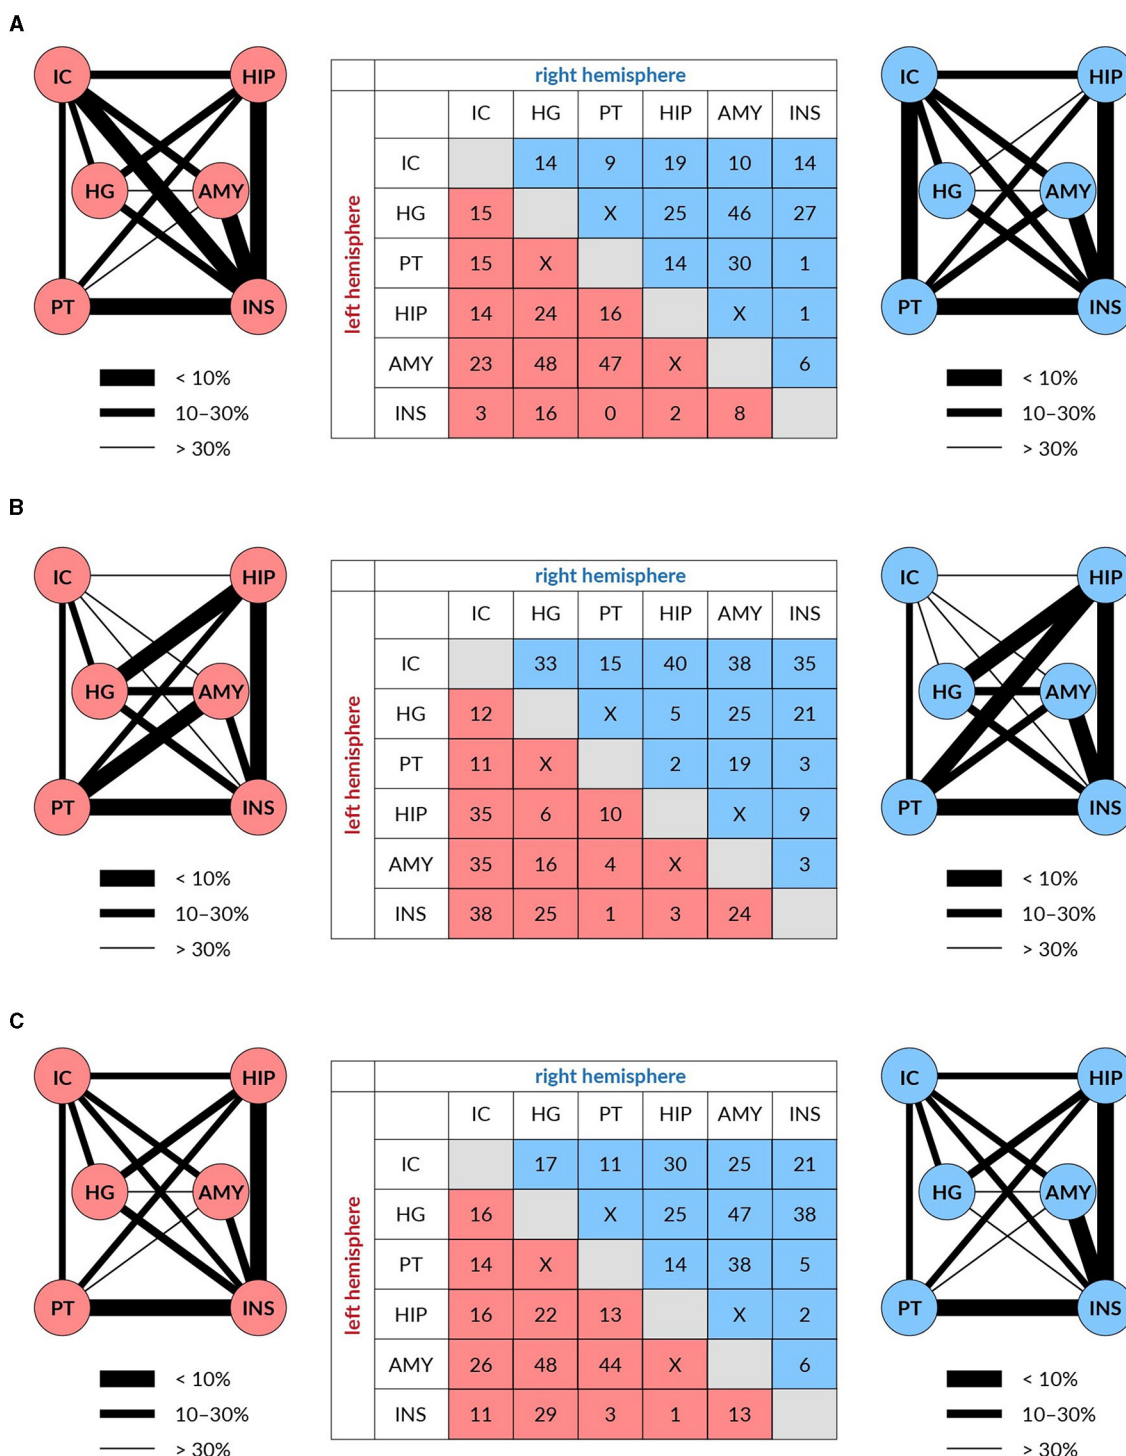 A
IC HIP
HG AMY
PT INS
< 10%
10–30%
> 30%
right hemisphere
left hemisphere
IC HG PT HIP AMY INS
IC 14 9 19 10 14
HG 15 X 25 46 27
PT 15 X 14 30 1
HIP 14 24 16 X 1
AMY 23 48 47 X 6
INS 3 16 0 2 8
IC HIP
HG AMY
PT INS
< 10%
10–30%
> 30%
B
IC HIP
HG AMY
PT INS
< 10%
10–30%
> 30%
right hemisphere
left hemisphere
IC HG PT HIP AMY INS
IC 33 15 40 38 35
HG 12 X 5 25 21
PT 11 X 2 19 3
HIP 35 6 10 X 9
AMY 35 16 4 X 3
INS 38 25 1 3 24
IC HIP
HG AMY
PT INS
< 10%
10–30%
> 30%
C
IC HIP
HG AMY
PT INS
< 10%
10–30%
> 30%
right hemisphere
left hemisphere
IC HG PT HIP AMY INS
IC 17 11 30 25 21
HG 16 X 25 47 38
PT 14 X 14 38 5
HIP 16 22 13 X 2
AMY 26 48 44 X 6
INS 11 29 3 1 13
IC HIP
HG AMY
PT INS
< 10%
10–30%
> 30%